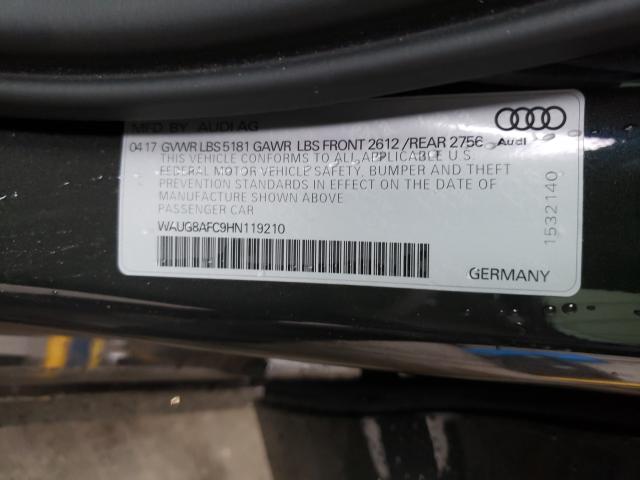 MFD BY AUDI AG
04 17 GVWR LBS 5181 GAWR LBS FRONT 2612 /REAR 2756
Audi
THIS VEHICLE CONFORMS TO ALL APPLICABLE U S
FEDERAL MOTOR VEHICLE SAFETY, BUMPER AND THEFT
PREVENTION STANDARDS IN EFFECT ON THE DATE OF
MANUFACTURE SHOWN ABOVE
PASSENGER CAR
WAUG8AFC9HN119210
1532140
GERMANY